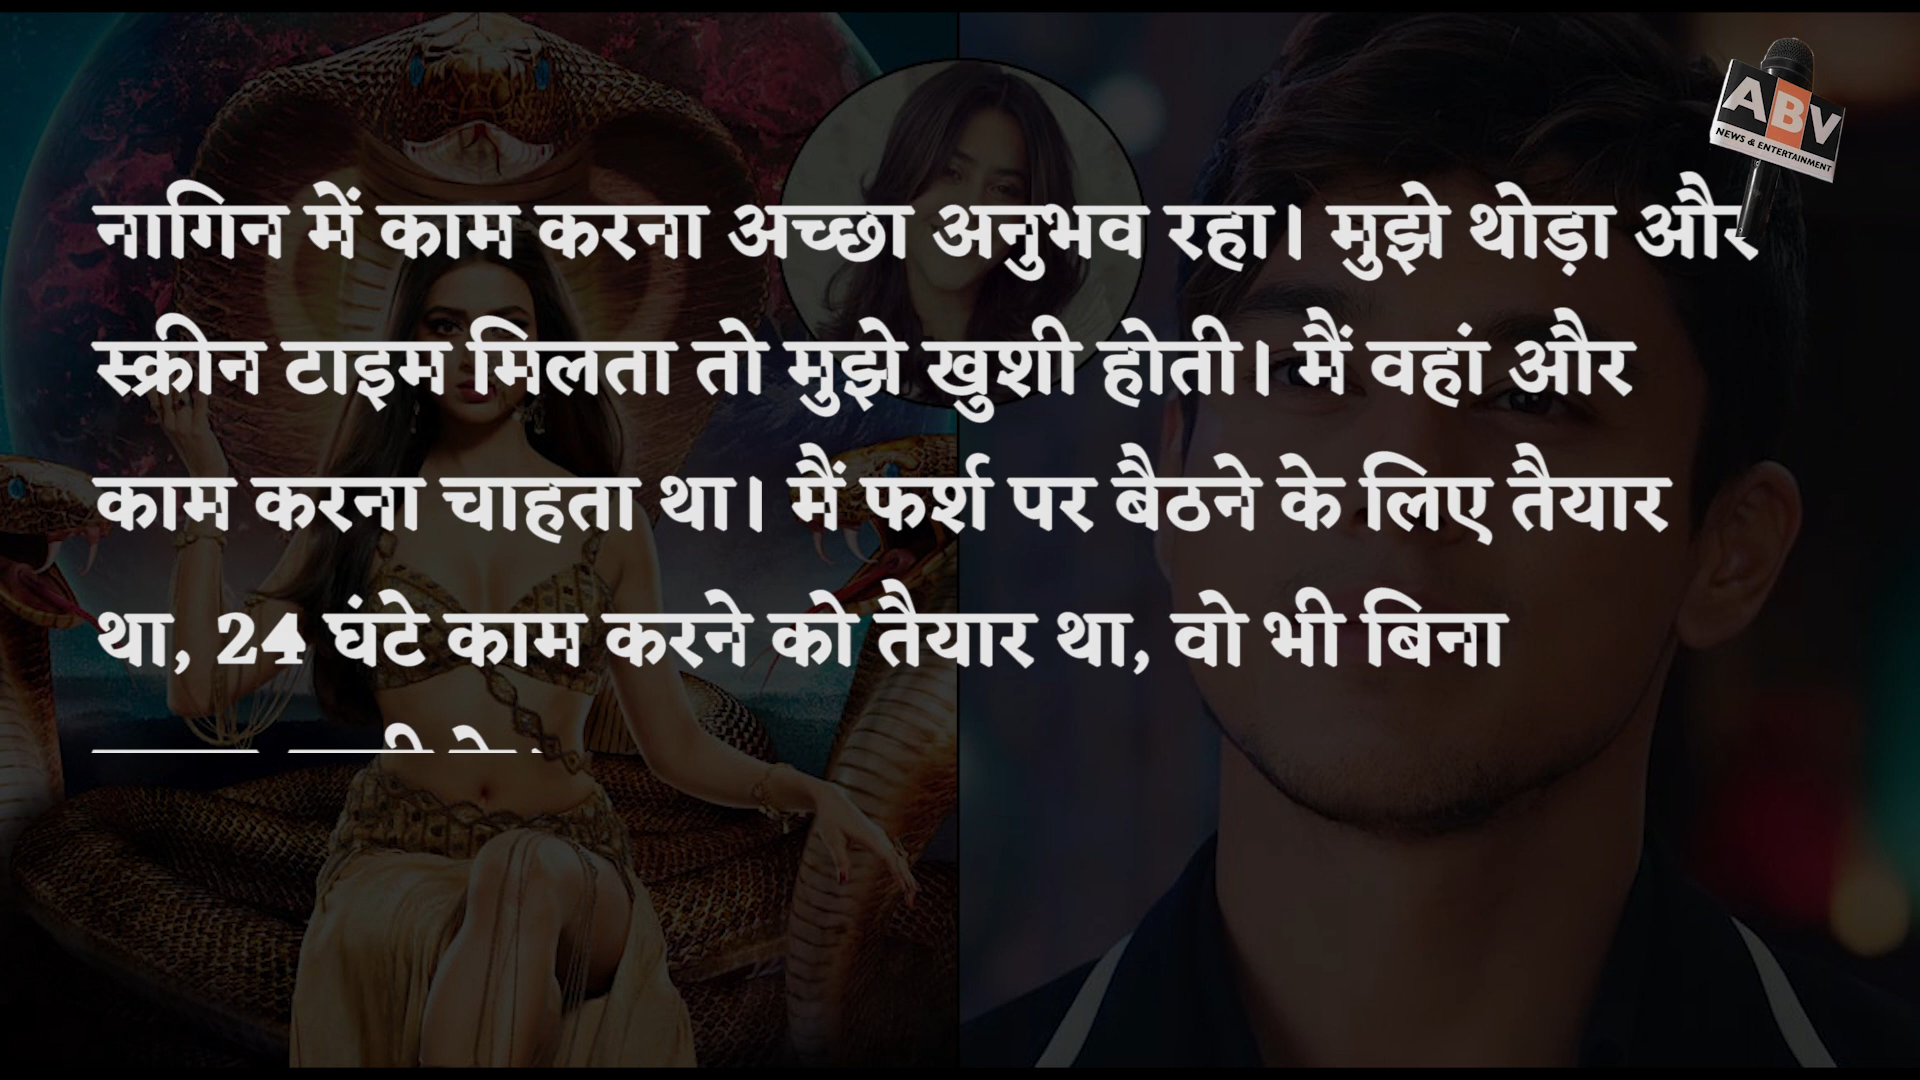 ABV
NEWS & ENTERTAINMENT
नागिन में काम करना अच्छा अनुभव रहा। मुझे थोड़ा और
स्क्रीन टाइम मिलता तो मुझे खुशी होती। मैं वहां और
काम करना चाहता था। मैं फर्श पर बैठने के लिए तैयार
था, 24 घंटे काम करने को तैयार था, वो भी बिना